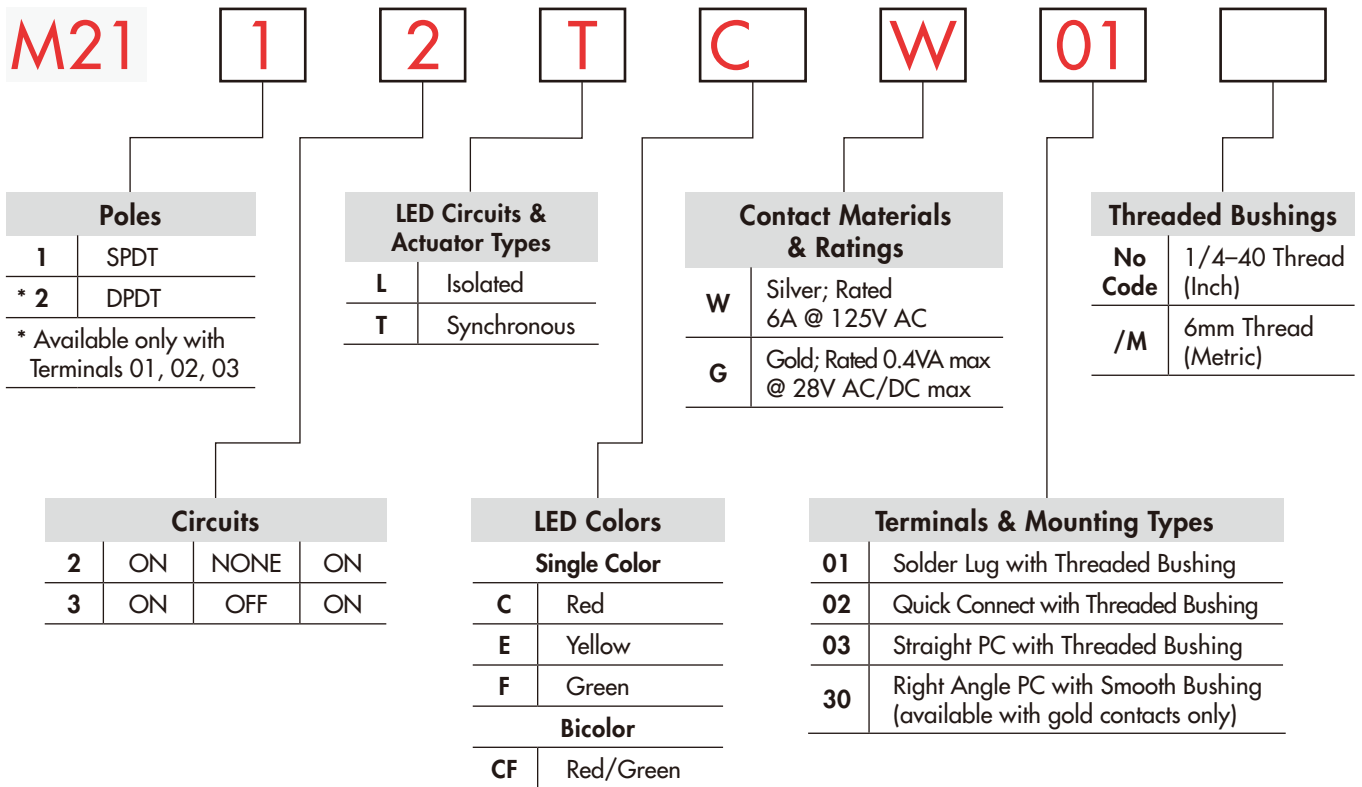 M21 1 2 T C W 01
Poles
1 SPDT
* 2 DPDT
* Available only with
Terminals 01, 02, 03
LED Circuits &
Actuator Types
L Isolated
T Synchronous
Contact Materials
& Ratings
W Silver; Rated
6A @ 125V AC
G Gold; Rated 0.4VA max
@ 28V AC/DC max
Threaded Bushings
No
Code
1/4–40 Thread
(Inch)
/M 6mm Thread
(Metric)
Circuits
2 ON NONE ON
3 ON OFF ON
LED Colors
Single Color
C Red
E Yellow
F Green
Bicolor
CF Red/Green
Terminals & Mounting Types
01 Solder Lug with Threaded Bushing
02 Quick Connect with Threaded Bushing
03 Straight PC with Threaded Bushing
30 Right Angle PC with Smooth Bushing
(available with gold contacts only)